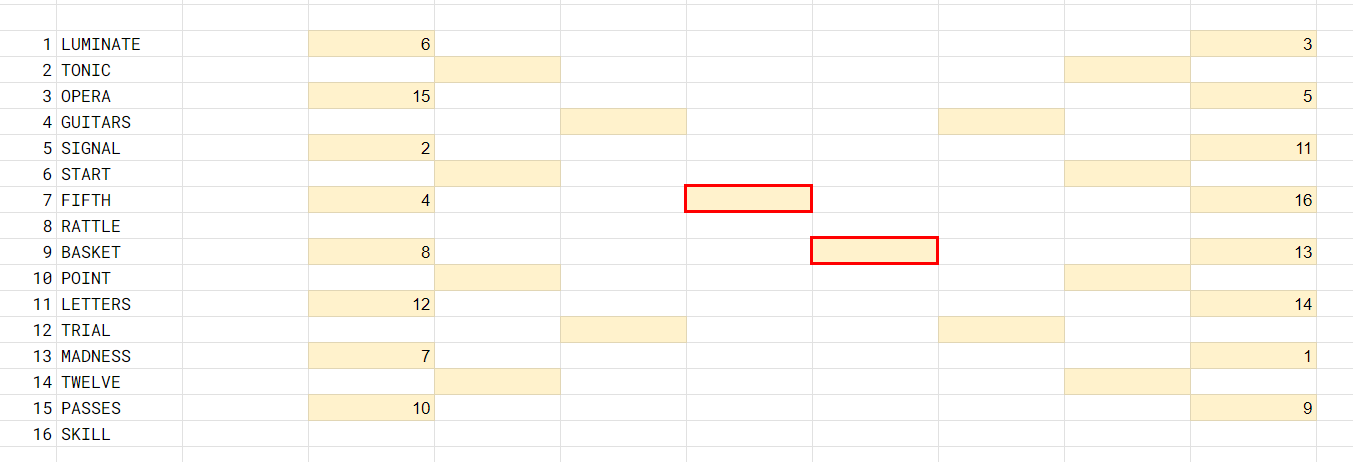 1 LUMINATE 6 3
2 TONIC
3 OPERA 15 5
4 GUITARS
5 SIGNAL 2 11
6 START
7 FIFTH 4 16
8 RATTLE
9 BASKET 8 13
10 POINT
11 LETTERS 12 14
12 TRIAL
13 MADNESS 7 1
14 TWELVE
15 PASSES 10 9
16 SKILL